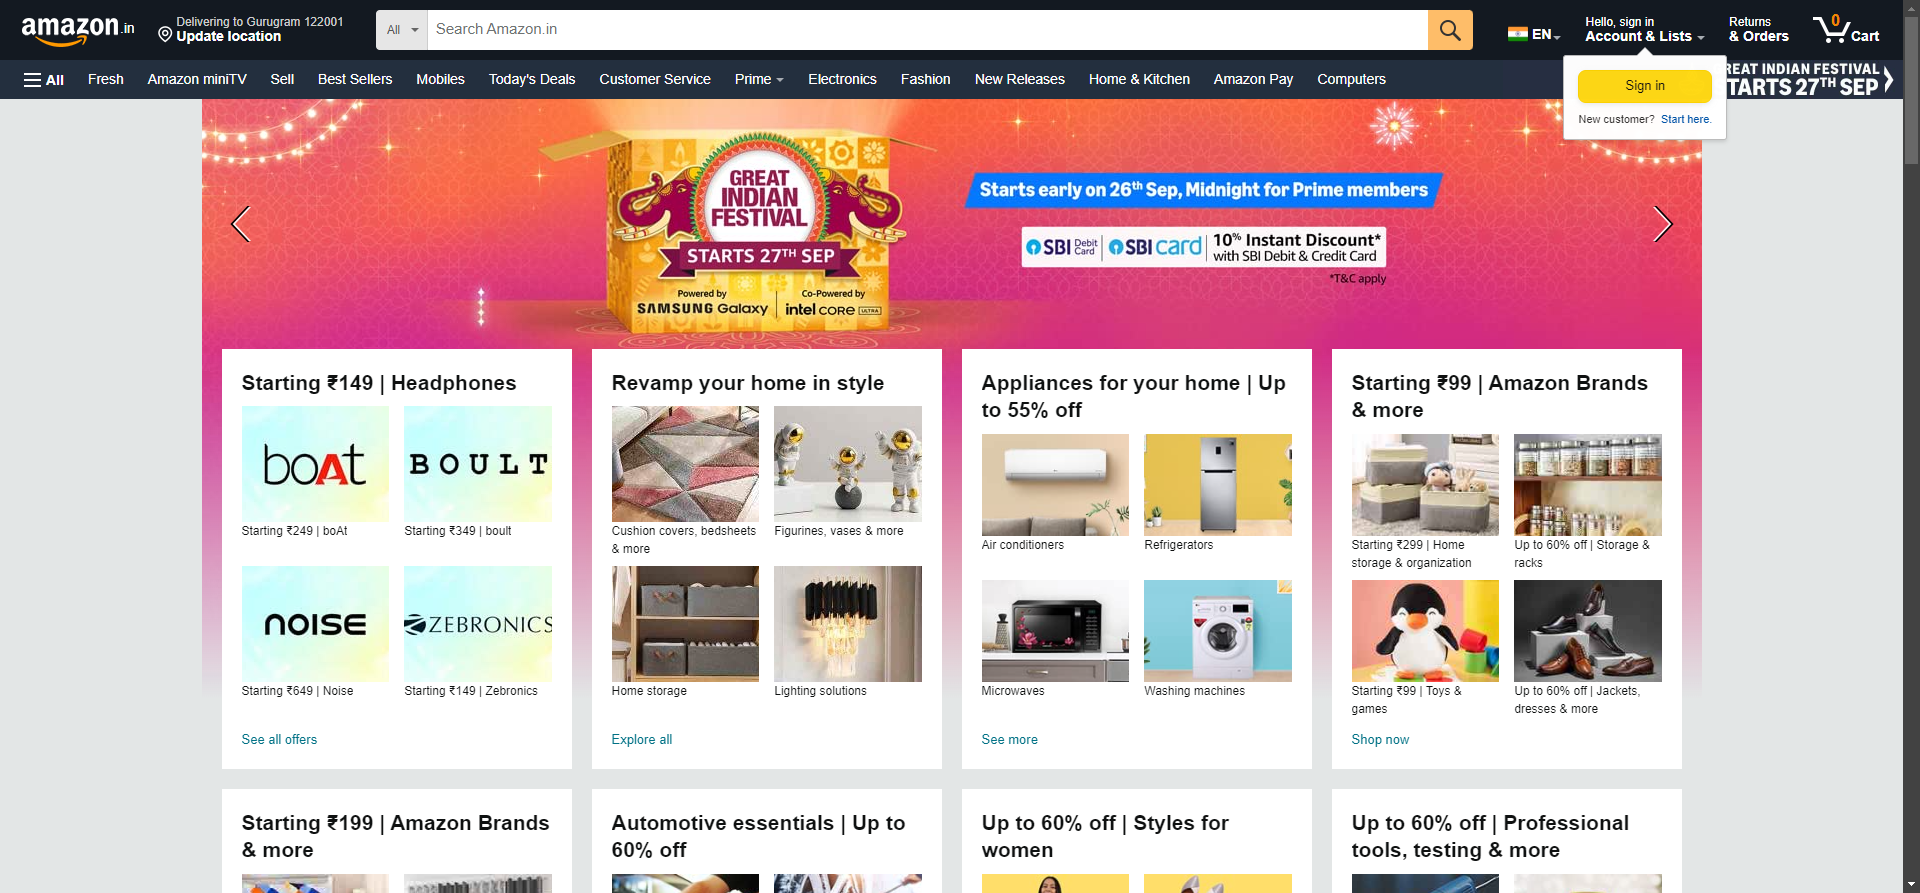 amazon.in
Delivering to Gurugram 122001
Update location
All
Search Amazon.in
EN
Hello, sign in
Account & Lists
Returns
& Orders
0
Cart
All
Fresh
Amazon miniTV
Sell
Best Sellers
Mobiles
Today's Deals
Customer Service
Prime
Electronics
Fashion
New Releases
Home & Kitchen
Amazon Pay
Computers
REAT INDIAN FESTIVAL
TARTS 27TH SEP
Sign in
New customer? Start here.
GREAT
INDIAN
FESTIVAL
STARTS 27TH SEP
Powered by
SAMSUNG Galaxy
Co-Powered by
intel CORE ULTRA
Starts early on 26th Sep, Midnight for Prime members
SBI Debit Card
SBI card
10% Instant Discount*
with SBI Debit & Credit Card
*T&C apply
Starting ₹149 | Headphones
boAt
BOULT
Starting ₹249 | boAt
Starting ₹349 | boult
NOISE
ZEBRONICS
Starting ₹649 | Noise
Starting ₹149 | Zebronics
See all offers
Revamp your home in style
Cushion covers, bedsheets
& more
Figurines, vases & more
Home storage
Lighting solutions
Explore all
Appliances for your home | Up
to 55% off
Air conditioners
Refrigerators
Microwaves
Washing machines
See more
Starting ₹99 | Amazon Brands
& more
Starting ₹299 | Home
storage & organization
Up to 60% off | Storage &
racks
Starting ₹99 | Toys &
games
Up to 60% off | Jackets,
dresses & more
Shop now
Starting ₹199 | Amazon Brands
& more
Automotive essentials | Up to
60% off
Up to 60% off | Styles for
women
Up to 60% off | Professional
tools, testing & more